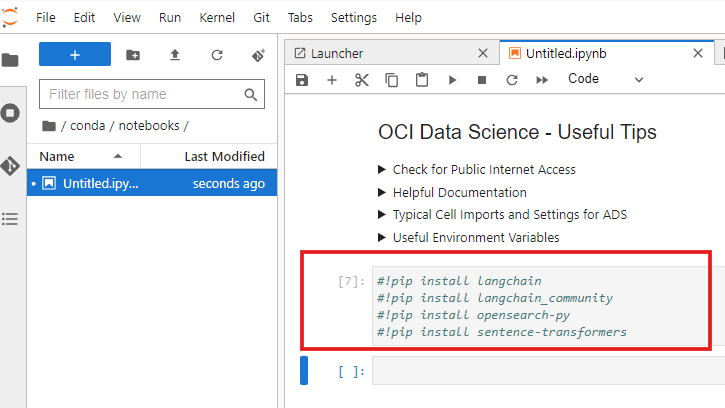 File Edit View Run Kernel Git Tabs Settings Help
Filter files by name
/ conda / notebooks /
Name Last Modified
Untitled.ipy... seconds ago
Launcher
Untitled.ipynb
Code
OCI Data Science - Useful Tips
Check for Public Internet Access
Helpful Documentation
Typical Cell Imports and Settings for ADS
Useful Environment Variables
[7]:
#!pip install langchain
#!pip install langchain_community
#!pip install opensearch-py
#!pip install sentence-transformers
[ ]: